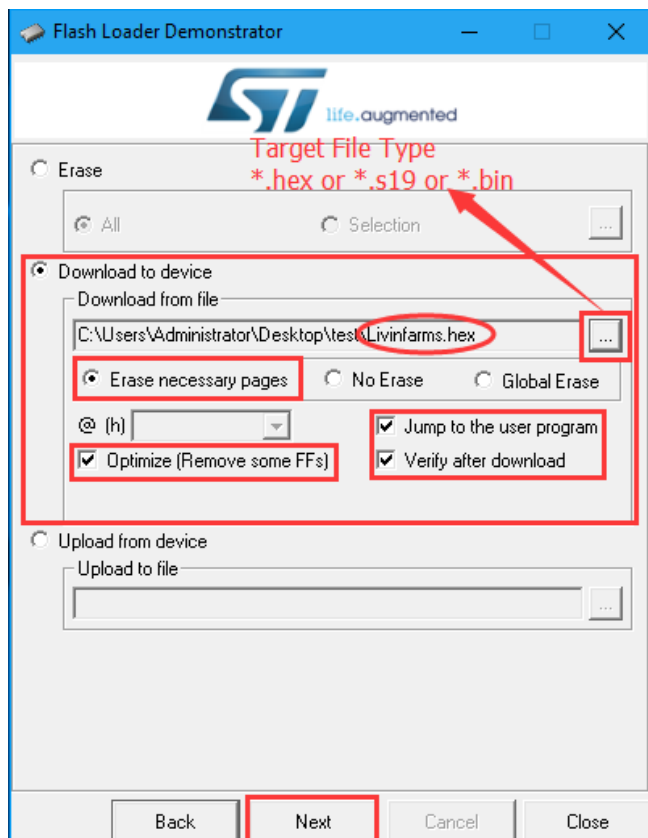 Flash Loader Demonstrator
ST life.augmented
Target File Type
*.hex or *.s19 or *.bin
Erase
All Selection ...
Download to device
Download from file
C:\Users\Administrator\Desktop\test\Livinfarms.hex ...
Erase necessary pages No Erase Global Erase
@ (h) Jump to the user program
Optimize (Remove some FFs) Verify after download
Upload from device
Upload to file
...
Back Next Cancel Close